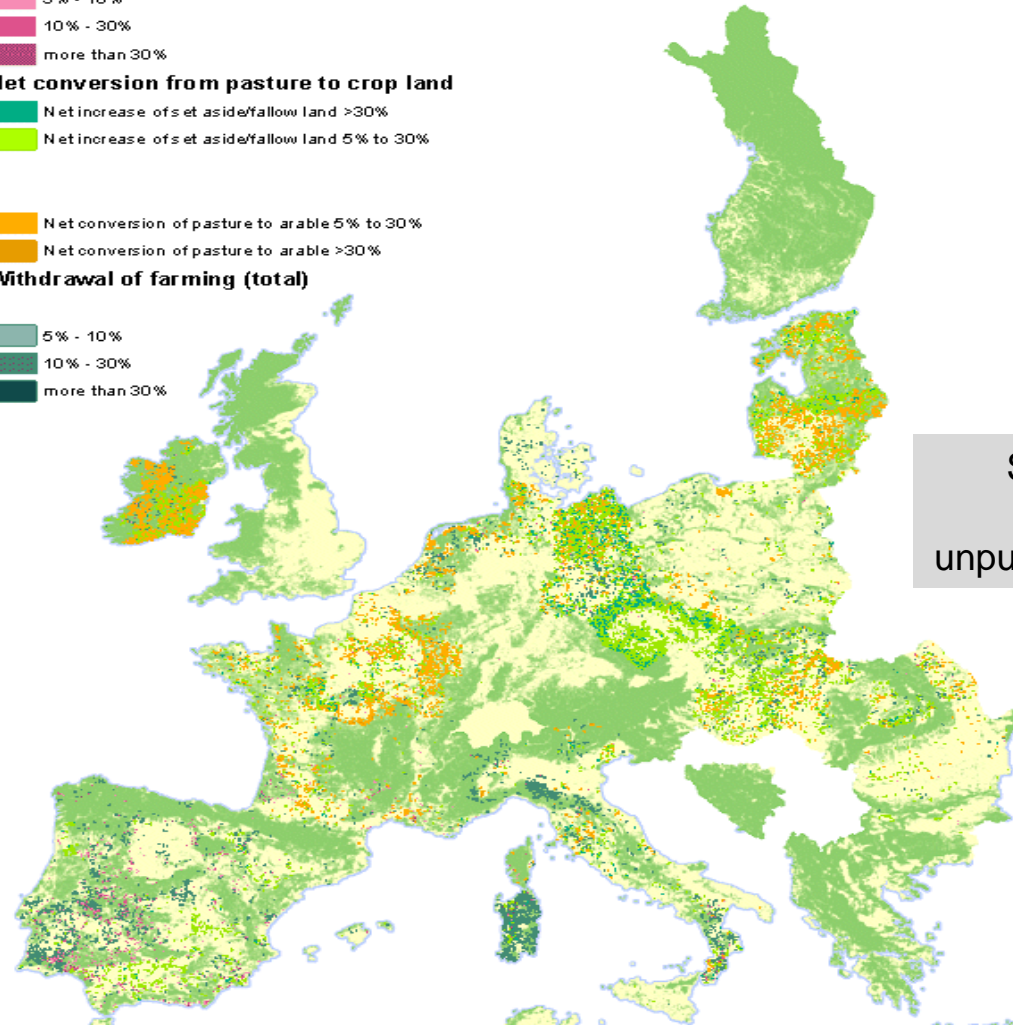 10% - 30%
more than 30%
et conversion from pasture to crop land
Net increase of set aside/fallow land >30%
Net increase of set aside/fallow land 5% to 30%
Net conversion of pasture to arable 5% to 30%
Net conversion of pasture to arable >30%
Withdrawal of farming (total)
5% - 10%
10% - 30%
more than 30%
S
unpu